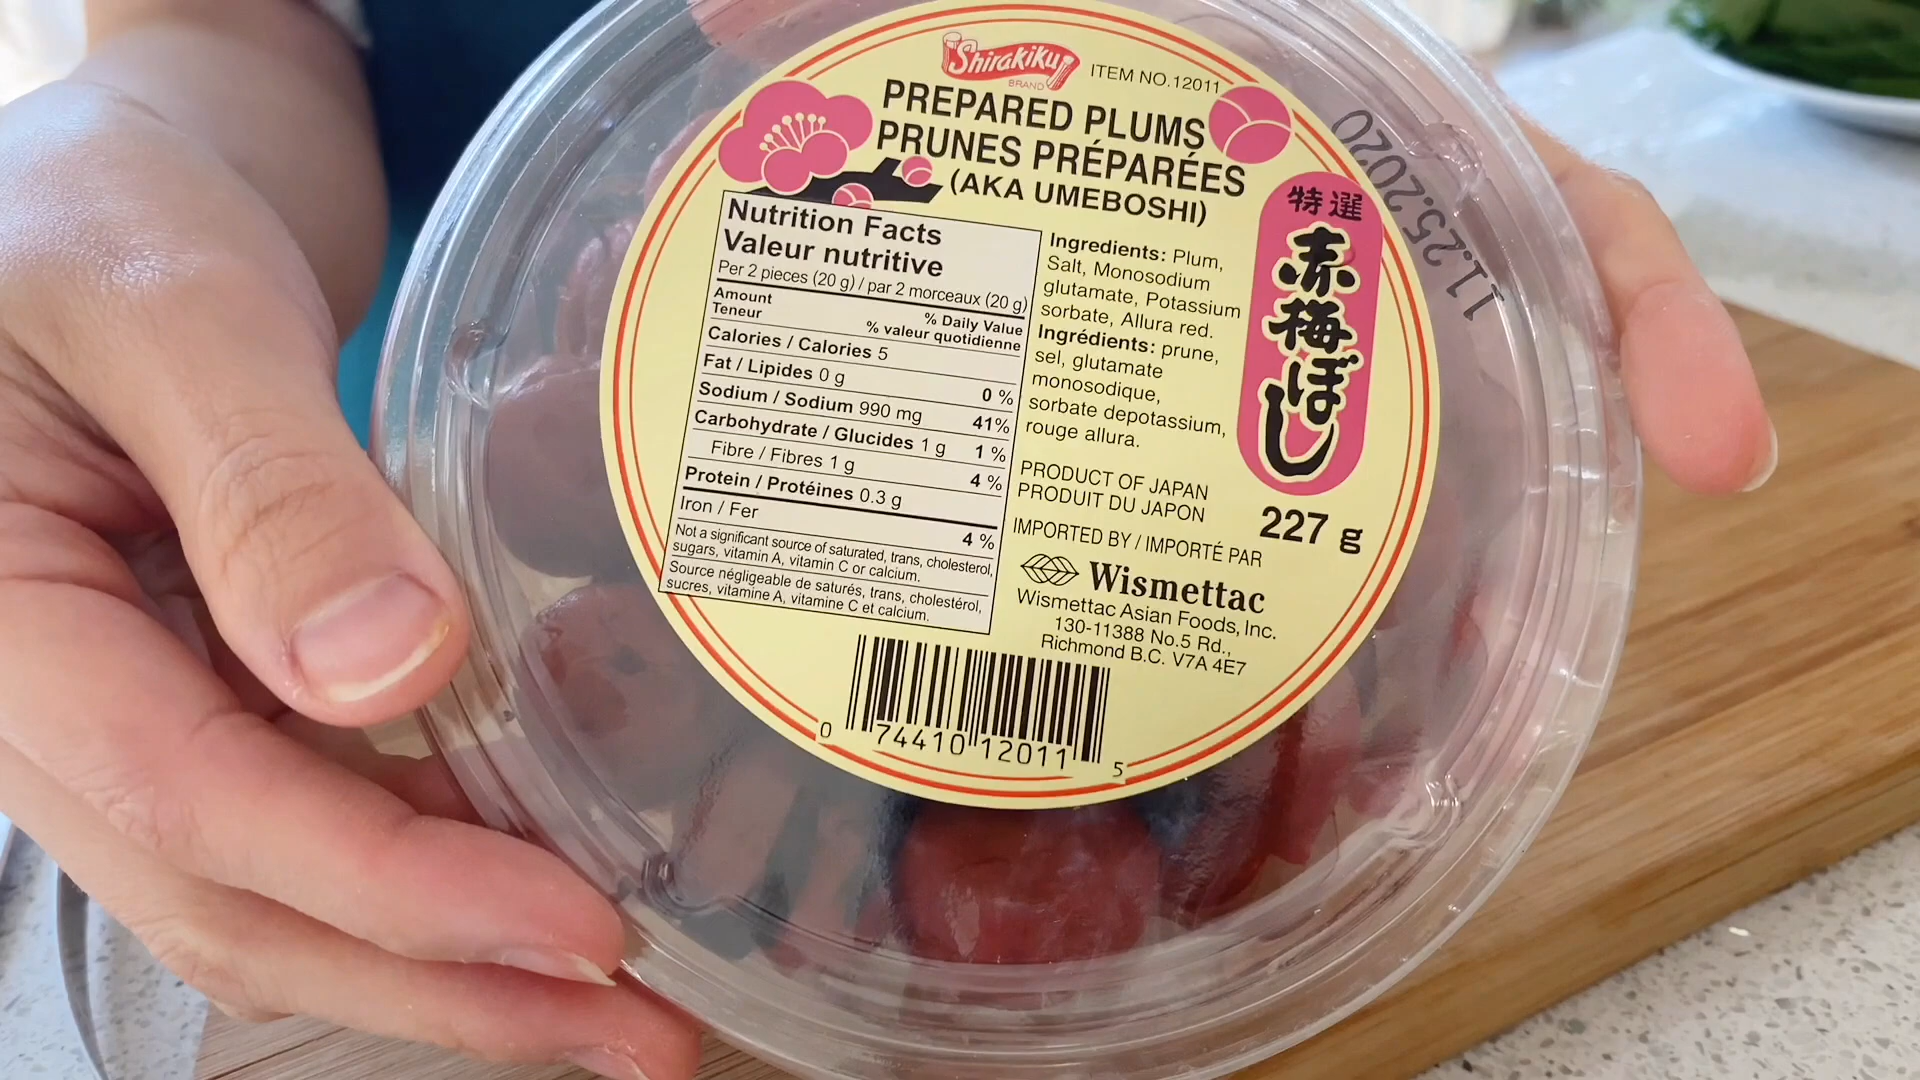 Shirakiku
BRAND
ITEM NO.12011
PREPARED PLUMS
PRUNES PRÉPARÉES
(AKA UMEBOSHI)
Nutrition Facts
Valeur nutritive
Per 2 pieces (20 g) / par 2 morceaux (20 g)
Amount
Teneur
% Daily Value
% valeur quotidienne
Calories / Calories 5
Fat / Lipides 0 g 0 %
Sodium / Sodium 990 mg 41%
Carbohydrate / Glucides 1 g 1 %
Fibre / Fibres 1 g 4 %
Protein / Protéines 0.3 g
Iron / Fer 4 %
Not a significant source of saturated, trans, cholesterol,
sugars, vitamin A, vitamin C or calcium.
Source négligeable de saturés, trans, cholestérol,
sucres, vitamine A, vitamine C et calcium.
Ingredients: Plum,
Salt, Monosodium
glutamate, Potassium
sorbate, Allura red.
Ingrédients: prune,
sel, glutamate
monosodique,
sorbate depotassium,
rouge allura.
PRODUCT OF JAPAN
PRODUIT DU JAPON
IMPORTED BY / IMPORTÉ PAR
Wismettac
Wismettac Asian Foods, Inc.
130-11388 No.5 Rd.,
Richmond B.C. V7A 4E7
特選
赤梅ぼし
227 g
11.25.2020
0 74410 12011 5